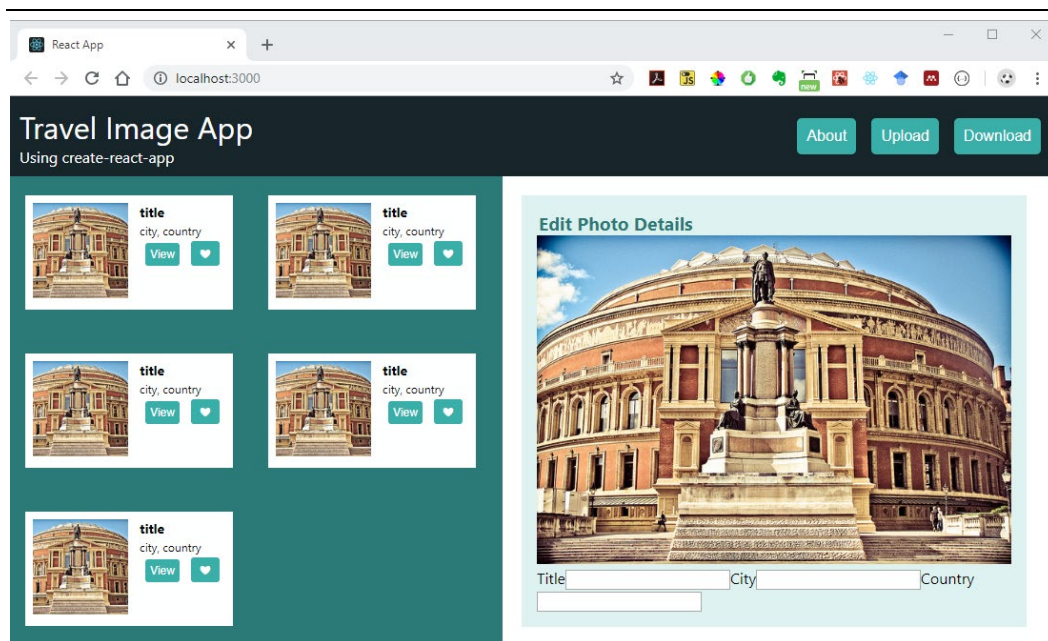 React App
localhost:3000
JS
new
Travel Image App
Using create-react-app
About
Upload
Download
title
city, country
View
title
city, country
View
title
city, country
View
title
city, country
View
title
city, country
View
Edit Photo Details
Title
City
Country